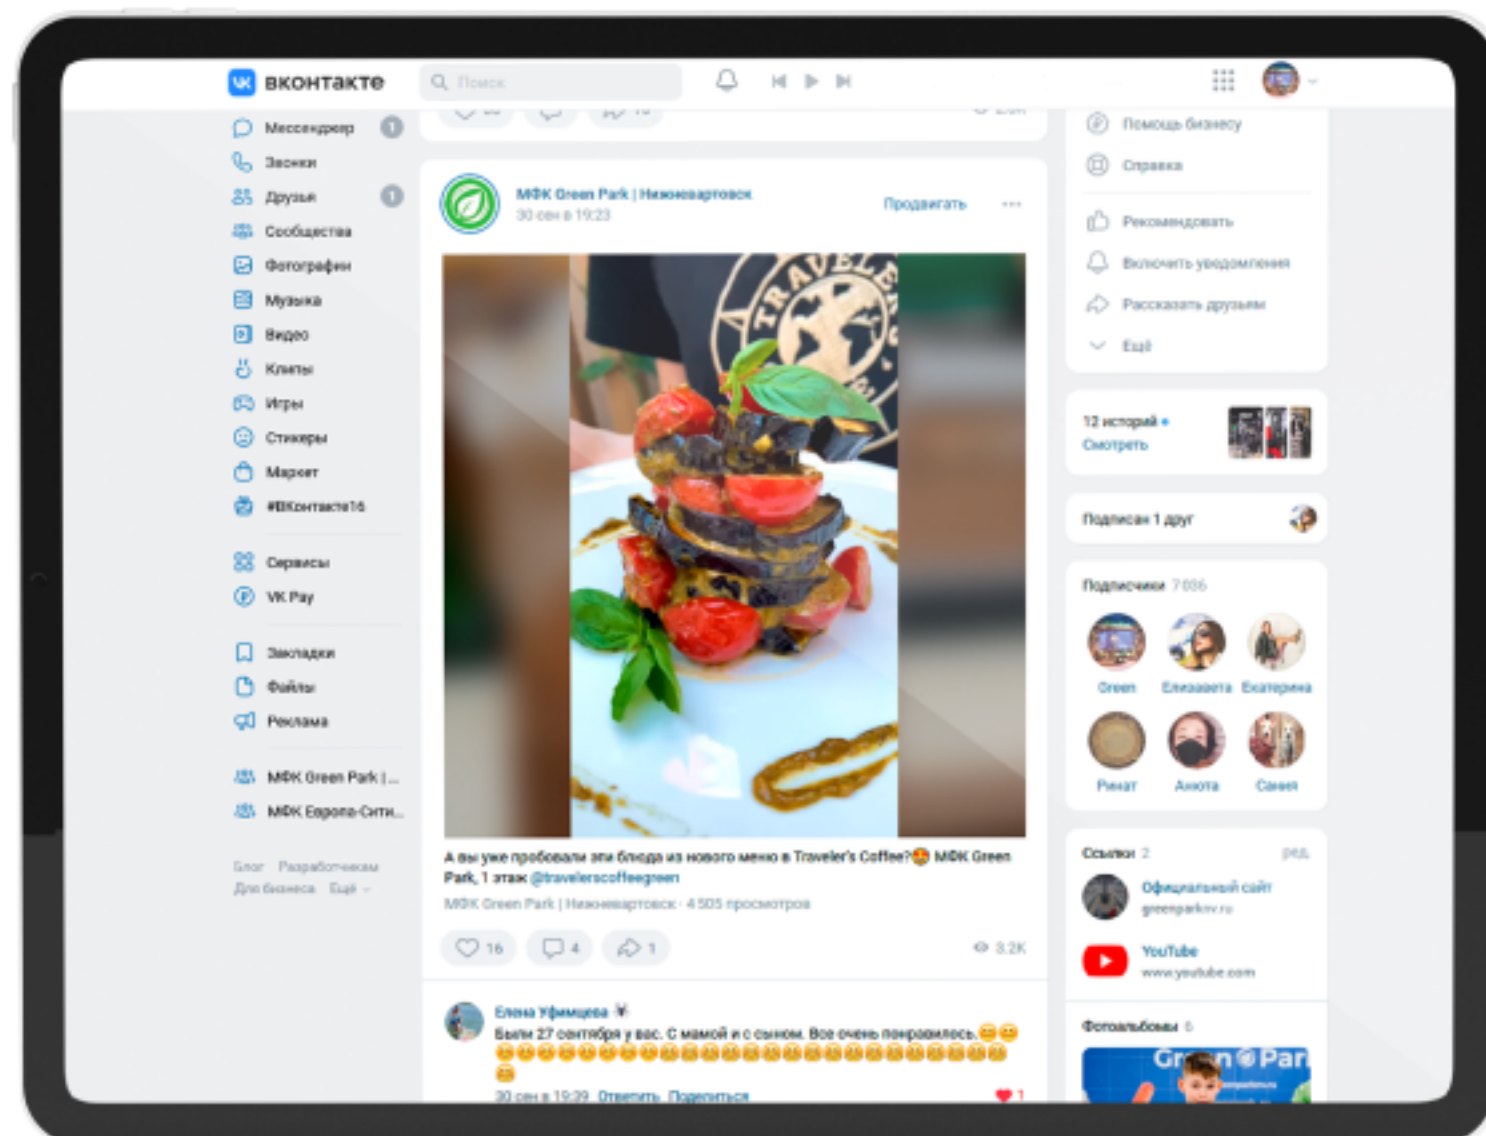 вконтакте
Поиск
Мессенджер 1
Звонки
Друзья 1
Сообщества
Фотографии
Музыка
Видео
Клипы
Игры
Стикеры
Маркет
#ВКонтакте16
Сервисы
VK Pay
Закладки
Файлы
Реклама
МФК Green Park | ...
МФК Европа-Сити...
Блог Разработчикам
Для бизнеса Ещё
МФК Green Park | Нижневартовск
30 сен в 19:23
Продвигать
TRAVELER'S
А вы уже пробовали эти блюда из нового меню в Traveler's Coffee?🤩 МФК Green
Park, 1 этаж @travelerscoffeegreen
МФК Green Park | Нижневартовск · 4 505 просмотров
16 4 1 3.2K
Елена Уфимцева
Были 27 сентября у вас. С мамой и с сыном. Все очень понравилось.
30 сен в 19:39 Ответить Поделиться 1
Помощь бизнесу
Справка
Рекомендовать
Включить уведомления
Рассказать друзьям
Ещё
12 историй
Смотреть
Подписан 1 друг
Подписчики 7 036
Green Елизавета Екатерина
Ринат Анюта Сания
Ссылки 2 ред.
Официальный сайт
greenparknv.ru
YouTube
www.youtube.com
Фотоальбомы 6